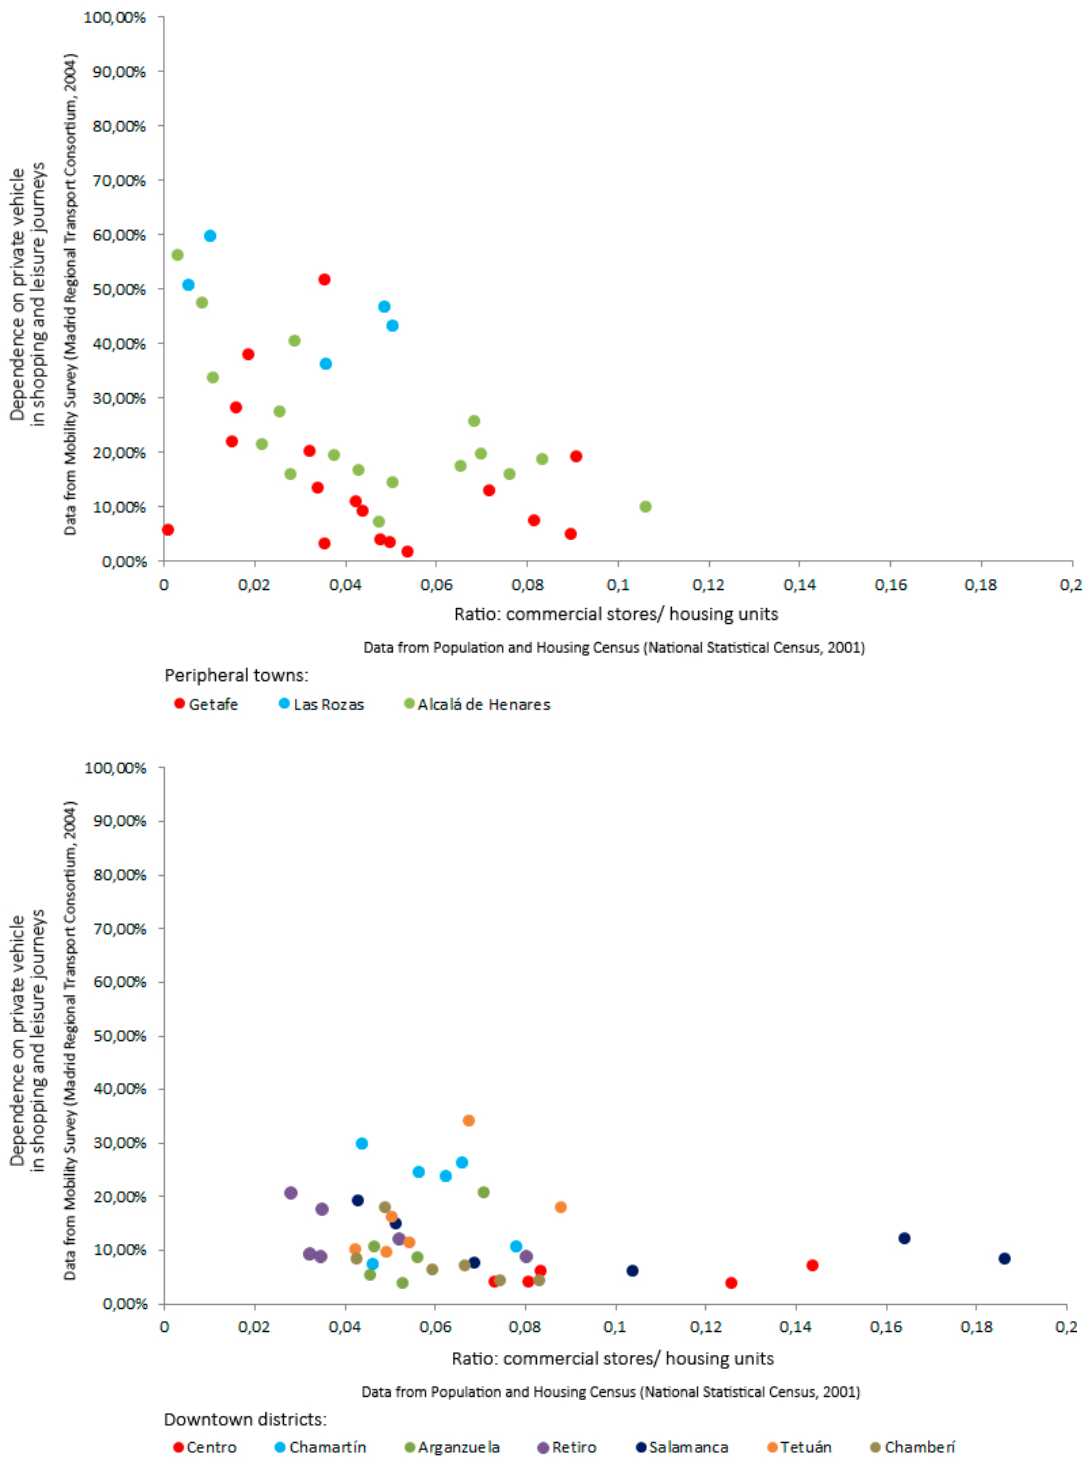 100,00%
90,00%
80,00%
70,00%
60,00%
50,00%
40,00%
30,00%
20,00%
10,00%
0,00%
Dependence on private vehicle
in shopping and leisure journeys
Data from Mobility Survey (Madrid Regional Transport Consortium, 2004)
0 0,02 0,04 0,06 0,08 0,1 0,12 0,14 0,16 0,18 0,2
Ratio: commercial stores/ housing units
Data from Population and Housing Census (National Statistical Census, 2001)
Peripheral towns:
Getafe Las Rozas Alcalá de Henares
100,00%
90,00%
80,00%
70,00%
60,00%
50,00%
40,00%
30,00%
20,00%
10,00%
0,00%
Dependence on private vehicle
in shopping and leisure journeys
Data from Mobility Survey (Madrid Regional Transport Consortium, 2004)
0 0,02 0,04 0,06 0,08 0,1 0,12 0,14 0,16 0,18 0,2
Ratio: commercial stores/ housing units
Data from Population and Housing Census (National Statistical Census, 2001)
Downtown districts:
Centro Chamartín Arganzuela Retiro Salamanca Tetuán Chamberí